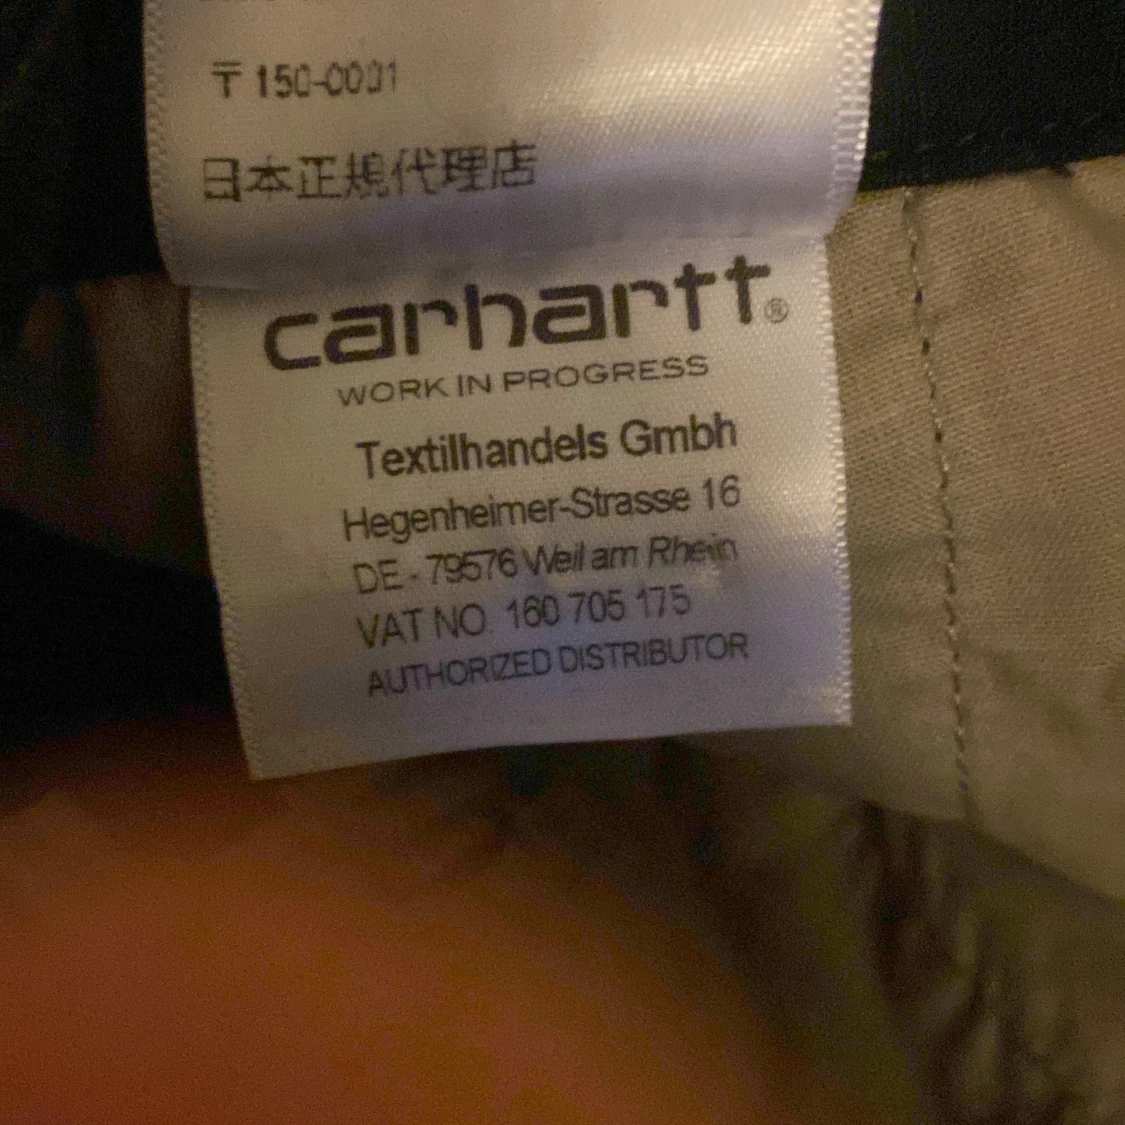 〒150-0001
日本正規代理店
carhartt®
WORK IN PROGRESS
Textilhandels Gmbh
Hegenheimer-Strasse 16
DE - 79576 Weil am Rhein
VAT NO. 160 705 175
AUTHORIZED DISTRIBUTOR